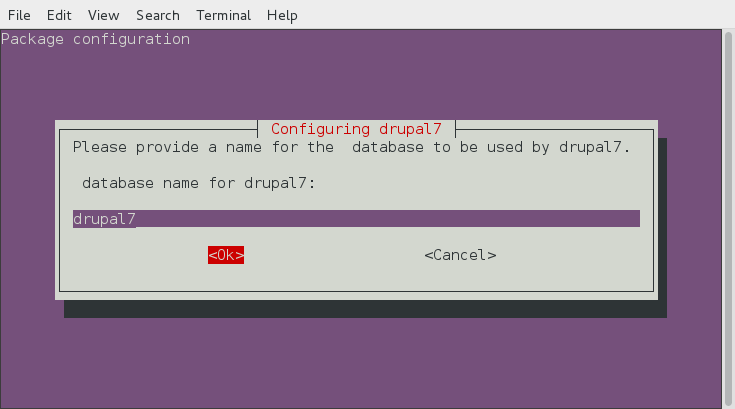 File Edit View Search Terminal Help
Package configuration
Configuring drupal7
Please provide a name for the  database to be used by drupal7.
database name for drupal7:
drupal7
<Ok> <Cancel>